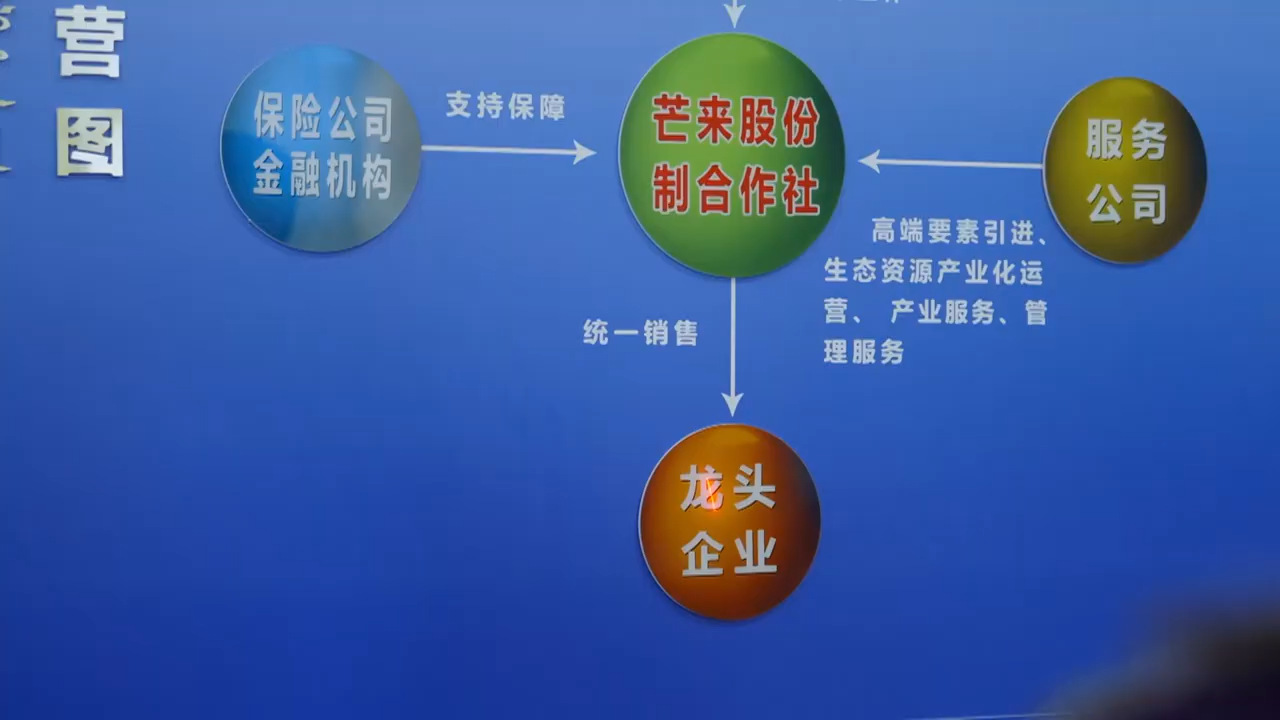 营
图
保险公司
金融机构
支持保障
芒来股份
制合作社
服务
公司
高端要素引进、
生态资源产业化运
营、 产业服务、管
理服务
统一销售
龙头
企业